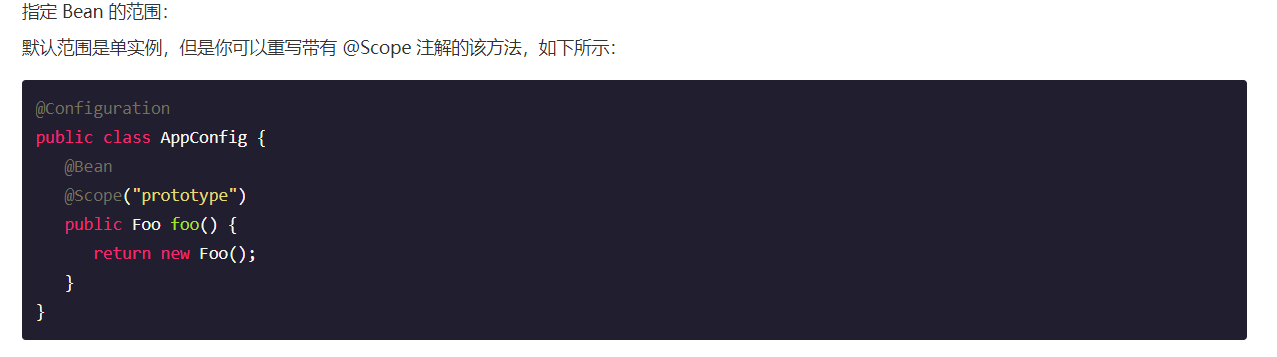 指定 Bean 的范围：
默认范围是单实例，但是你可以重写带有 @Scope 注解的该方法，如下所示：
@Configuration
public class AppConfig {
   @Bean
   @Scope("prototype")
   public Foo foo() {
      return new Foo();
   }
}